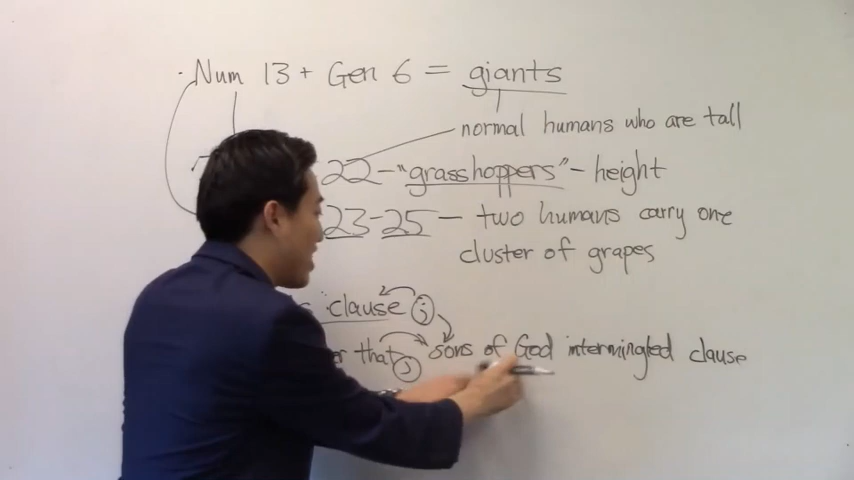 Num 13 + Gen 6 = giants
normal humans who are tall
22 - "grasshoppers" - height
23-25 - two humans carry one
cluster of grapes
clause ;
that ; sons of God intermingled clause